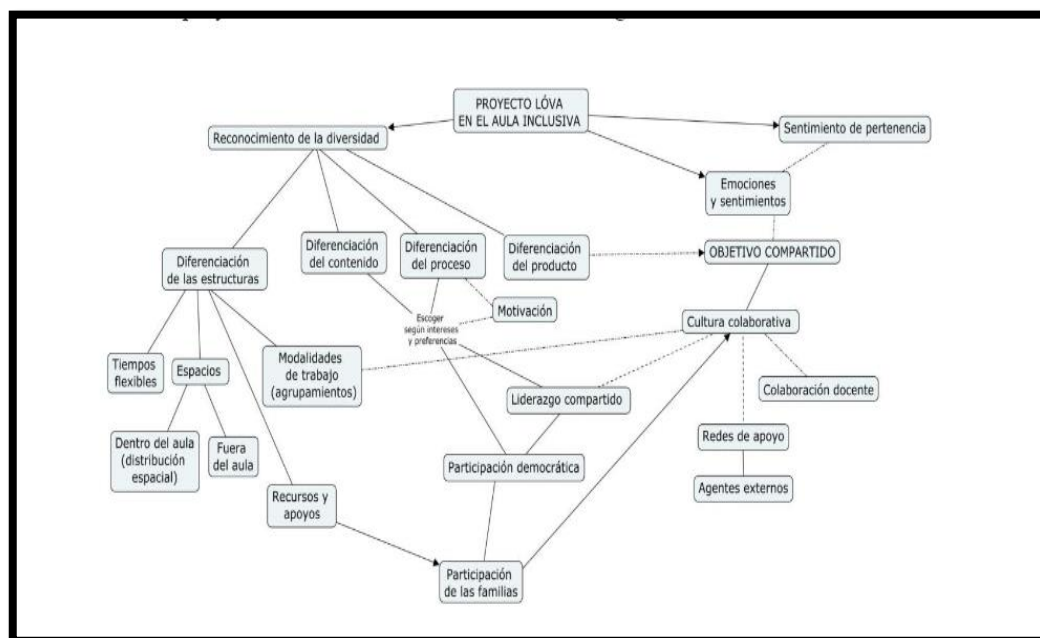 PROYECTO LÓVA
EN EL AULA INCLUSIVA
Reconocimiento de la diversidad
Sentimiento de pertenencia
Emociones
y sentimientos
Diferenciación
de las estructuras
Diferenciación
del contenido
Diferenciación
del proceso
Diferenciación
del producto
OBJETIVO COMPARTIDO
Motivación
Escoger
según intereses
y preferencias
Cultura colaborativa
Tiempos
flexibles
Espacios
Modalidades
de trabajo
(agrupamientos)
Liderazgo compartido
Colaboración docente
Dentro del aula
(distribución
espacial)
Fuera
del aula
Redes de apoyo
Participación democrática
Agentes externos
Recursos y
apoyos
Participación
de las familias